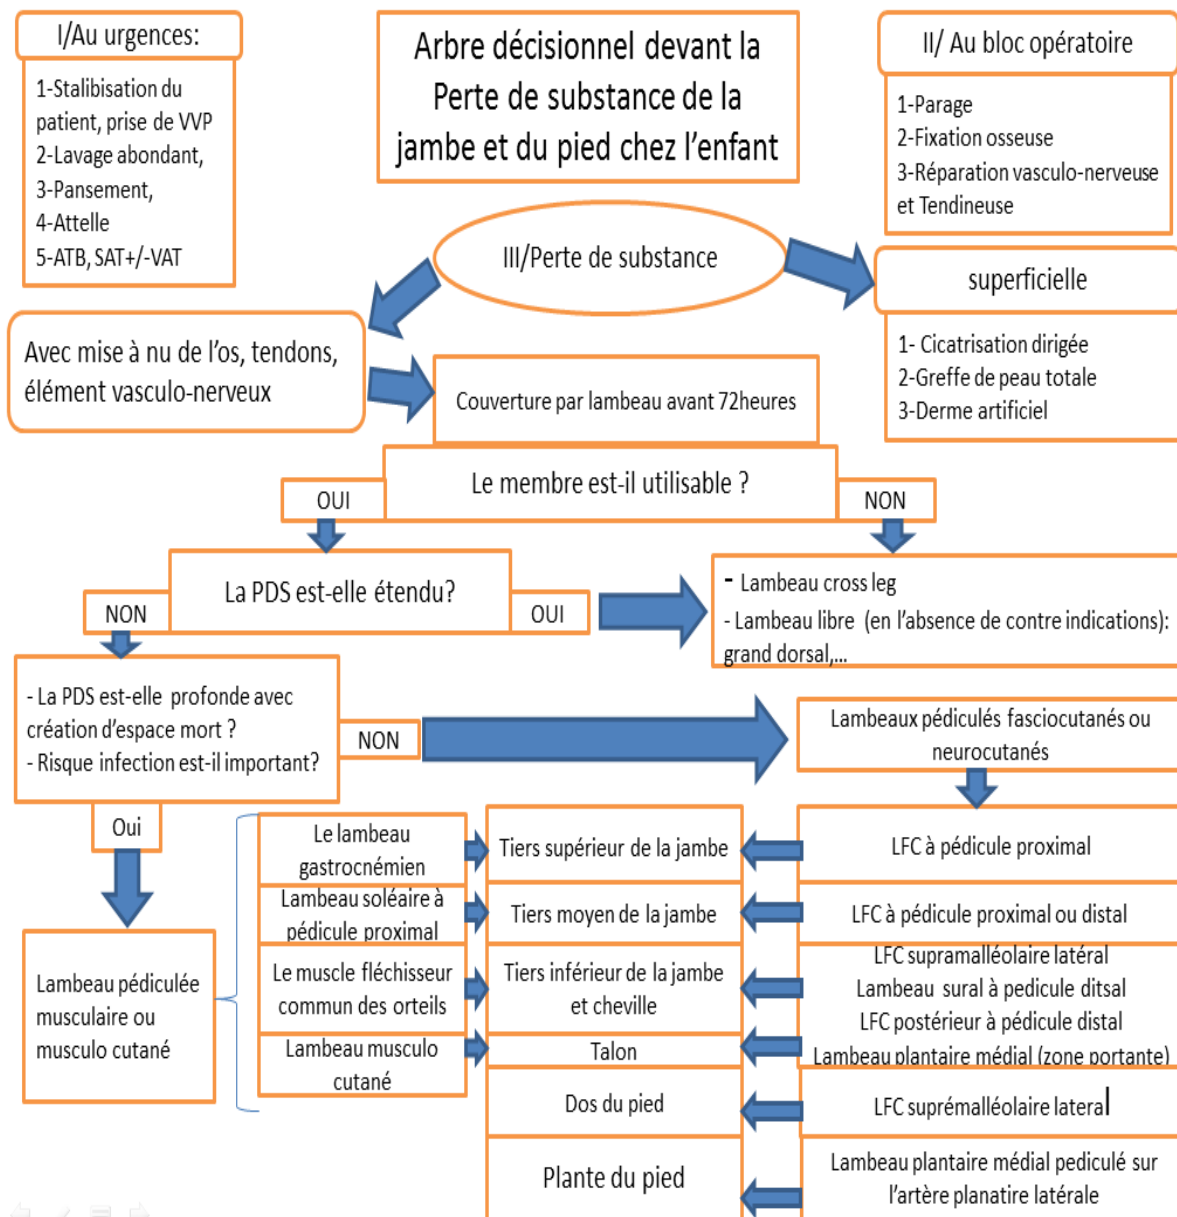 I/Au urgences:
1-Stalibisation du
patient, prise de VVP
2-Lavage abondant,
3-Pansement,
4-Attelle
5-ATB, SAT+/-VAT
Arbre décisionnel devant la
Perte de substance de la
jambe et du pied chez l'enfant
II/ Au bloc opératoire
1-Parage
2-Fixation osseuse
3-Réparation vasculo-nerveuse
et Tendineuse
III/Perte de substance
superficielle
1- Cicatrisation dirigée
2-Greffe de peau totale
3-Derme artificiel
Avec mise à nu de l'os, tendons,
élément vasculo-nerveux
Couverture par lambeau avant 72heures
Le membre est-il utilisable ?
OUI
NON
La PDS est-elle étendu?
NON
OUI
- Lambeau cross leg
- Lambeau libre (en l'absence de contre indications):
grand dorsal,...
- La PDS est-elle profonde avec
création d'espace mort ?
- Risque infection est-il important?
NON
Lambeaux pédiculés fasciocutanés ou
neurocutanés
Oui
Lambeau pédiculée
musculaire ou
musculo cutané
Le lambeau
gastrocnémien
Tiers supérieur de la jambe
LFC à pédicule proximal
Lambeau soléaire à
pédicule proximal
Tiers moyen de la jambe
LFC à pédicule proximal ou distal
Le muscle fléchisseur
commun des orteils
Tiers inférieur de la jambe
et cheville
LFC supramalléolaire latéral
Lambeau sural à pedicule ditsal
LFC postérieur à pédicule distal
Lambeau plantaire médial (zone portante)
Lambeau musculo
cutané
Talon
Dos du pied
LFC suprémalléolaire lateral
Plante du pied
Lambeau plantaire médial pediculé sur
l'artère planatire latérale